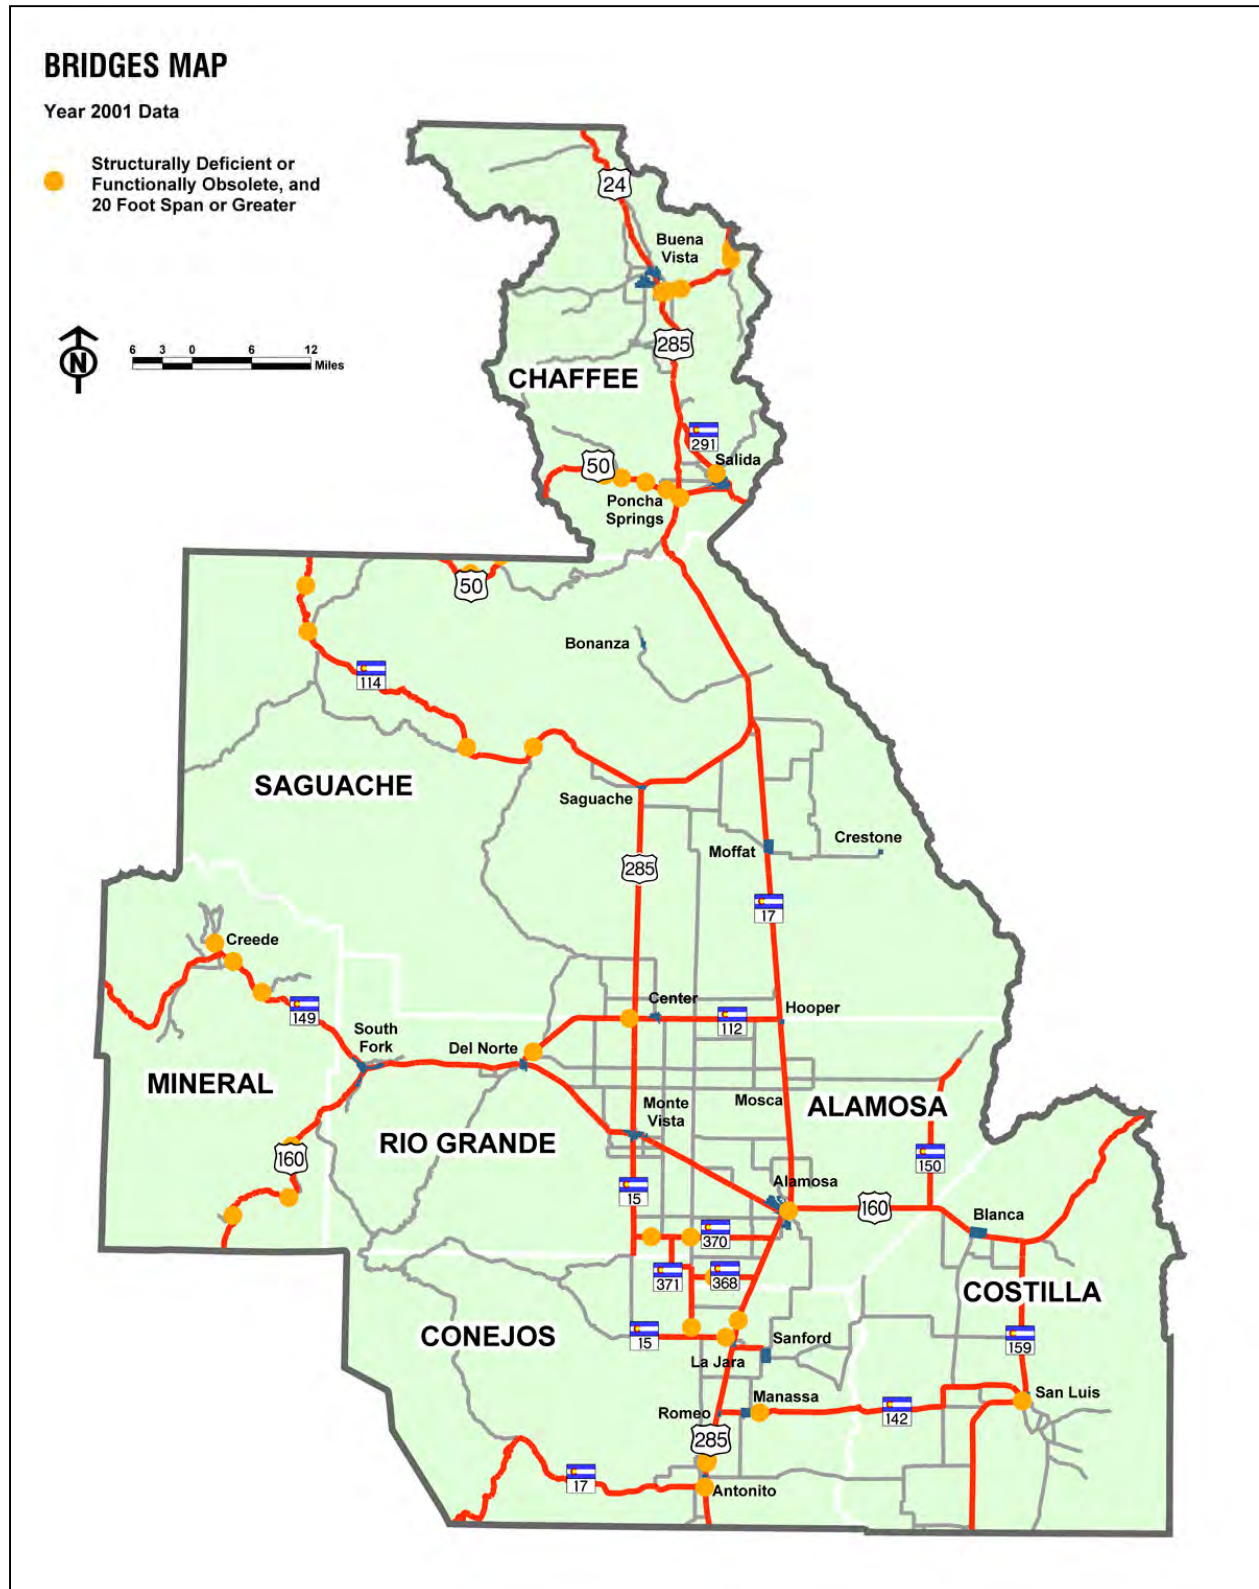 BRIDGES MAP
Year 2001 Data
Structurally Deficient or
Functionally Obsolete, and
20 Foot Span or Greater
24
Buena
Vista
N
6 3 0 6 12
Miles
285
CHAFFEE
291
Salida
50
Poncha
Springs
50
Bonanza
114
SAGUACHE
Saguache
285
Moffat
Crestone
17
Creede
149
Center
Hooper
112
South
Fork
Del Norte
MINERAL
Monte
Vista
Mosca
ALAMOSA
RIO GRANDE
160
150
Alamosa
15
160
Blanca
370
371
368
COSTILLA
CONEJOS
15
Sanford
159
La Jara
Manassa
San Luis
Romeo
142
285
17
Antonito